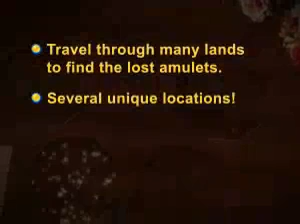 Travel through many lands
to find the lost amulets.
Several unique locations!